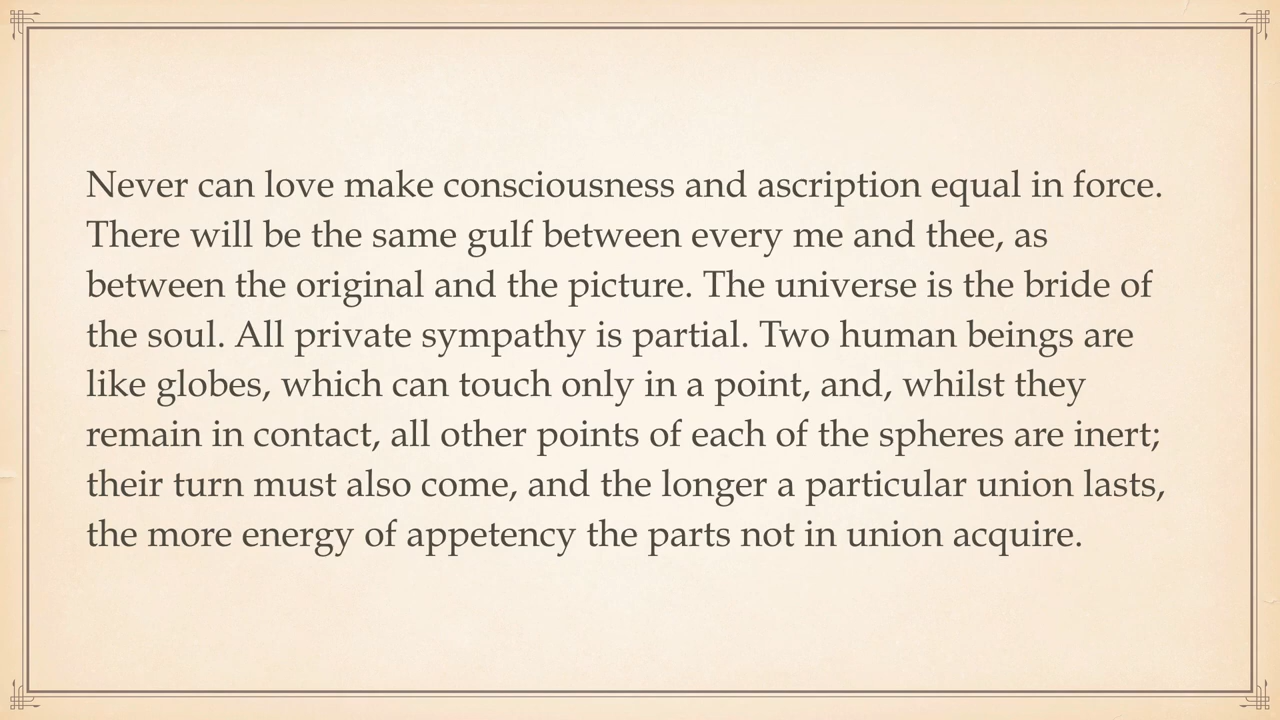 Never can love make consciousness and ascription equal in force.
There will be the same gulf between every me and thee, as
between the original and the picture. The universe is the bride of
the soul. All private sympathy is partial. Two human beings are
like globes, which can touch only in a point, and, whilst they
remain in contact, all other points of each of the spheres are inert;
their turn must also come, and the longer a particular union lasts,
the more energy of appetency the parts not in union acquire.